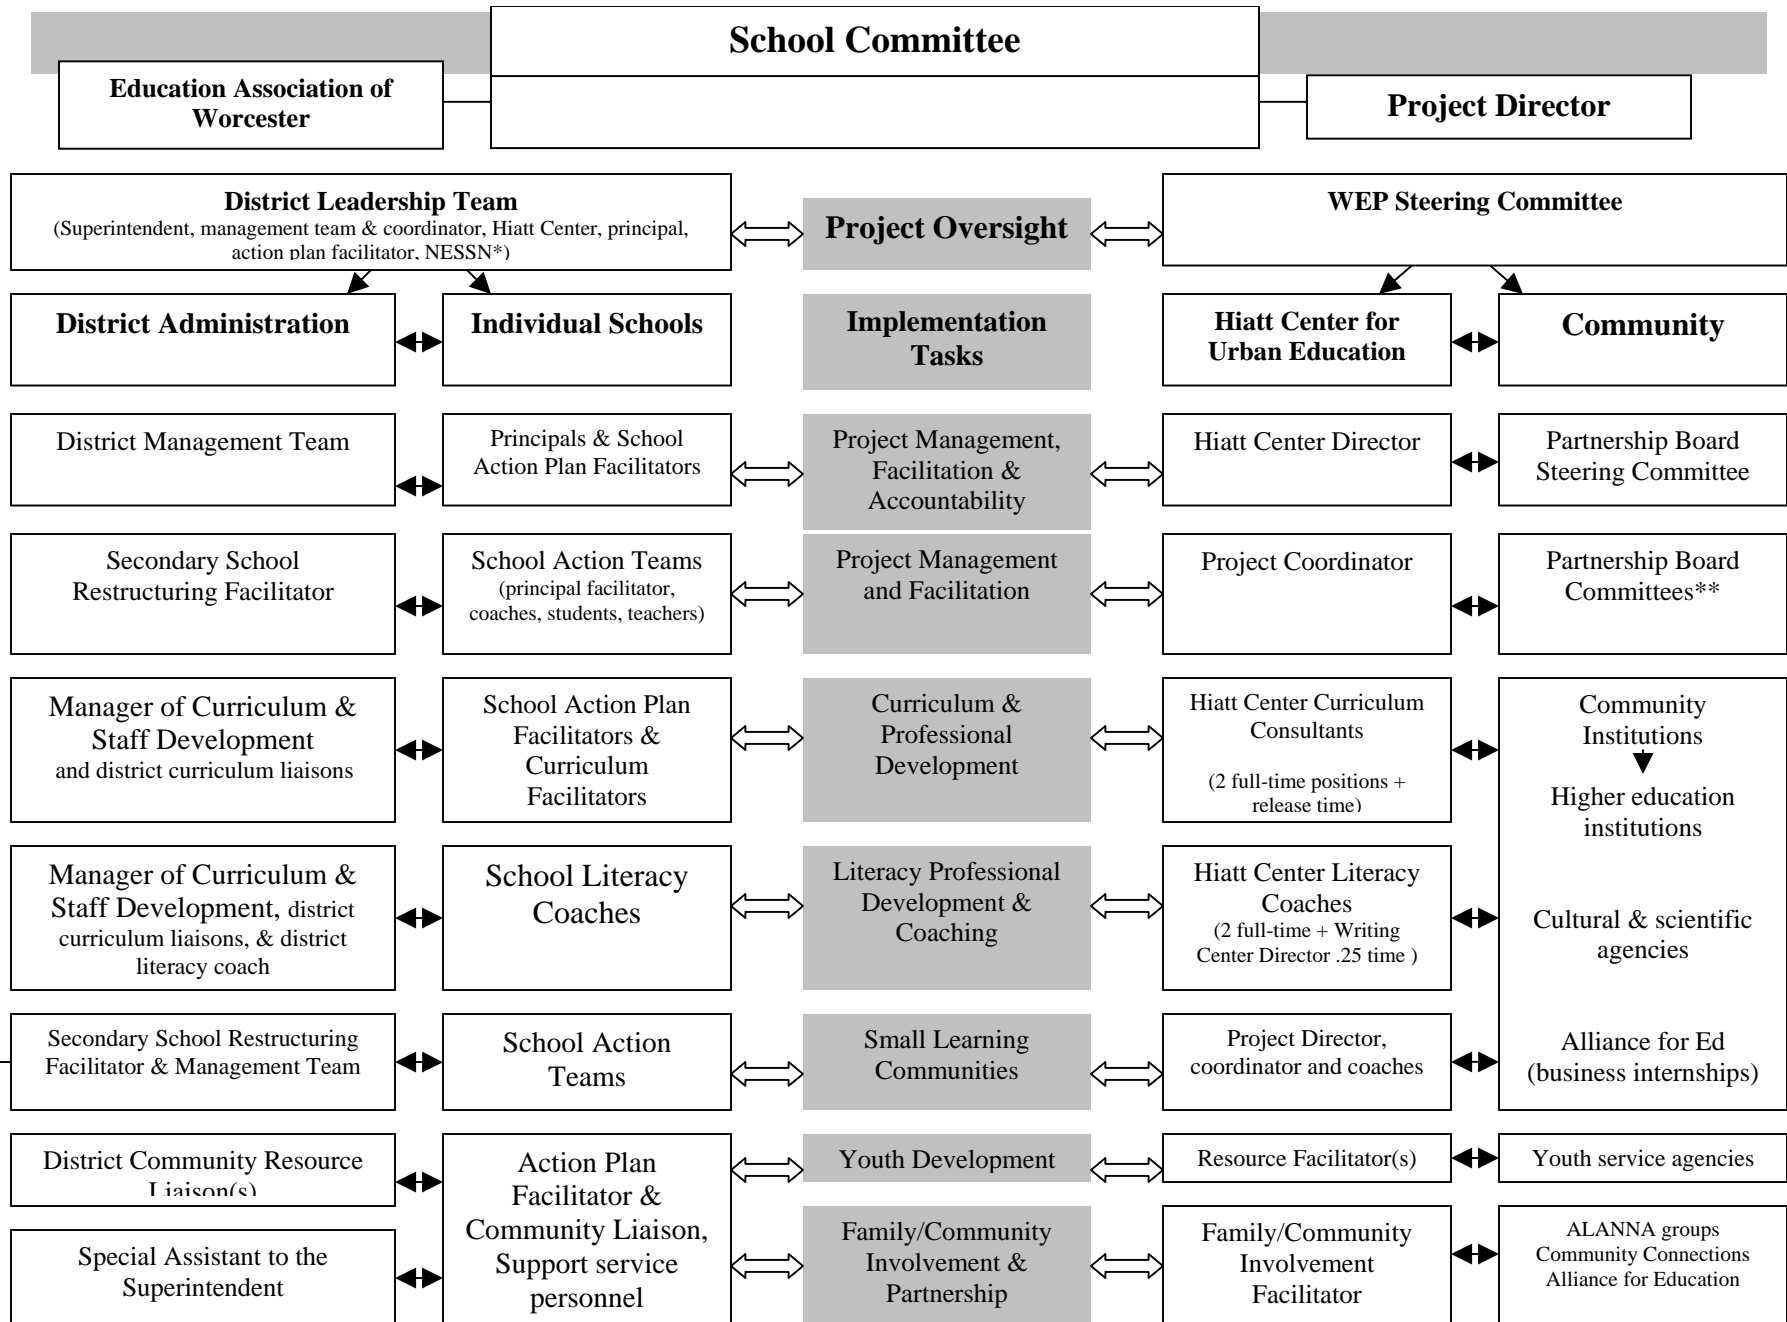 School Committee
Education Association of
Worcester
Project Director
District Leadership Team
(Superintendent, management team & coordinator, Hiatt Center, principal,
action plan facilitator, NESSN*)
Project Oversight
WEP Steering Committee
District Administration
Individual Schools
Implementation
Tasks
Hiatt Center for
Urban Education
Community
District Management Team
Principals & School
Action Plan Facilitators
Project Management,
Facilitation &
Accountability
Hiatt Center Director
Partnership Board
Steering Committee
Secondary School
Restructuring Facilitator
School Action Teams
(principal facilitator,
coaches, students, teachers)
Project Management
and Facilitation
Project Coordinator
Partnership Board
Committees**
Manager of Curriculum &
Staff Development
and district curriculum liaisons
School Action Plan
Facilitators &
Curriculum
Facilitators
Curriculum &
Professional
Development
Hiatt Center Curriculum
Consultants
(2 full-time positions +
release time)
Community
Institutions
Higher education
institutions
Cultural & scientific
agencies
Alliance for Ed
(business internships)
Manager of Curriculum &
Staff Development, district
curriculum liaisons, & district
literacy coach
School Literacy
Coaches
Literacy Professional
Development &
Coaching
Hiatt Center Literacy
Coaches
(2 full-time + Writing
Center Director .25 time )
Secondary School Restructuring
Facilitator & Management Team
School Action
Teams
Small Learning
Communities
Project Director,
coordinator and coaches
District Community Resource
Liaison(s)
Action Plan
Facilitator &
Community Liaison,
Support service
personnel
Youth Development
Resource Facilitator(s)
Youth service agencies
Special Assistant to the
Superintendent
Family/Community
Involvement &
Partnership
Family/Community
Involvement
Facilitator
ALANNA groups
Community Connections
Alliance for Education